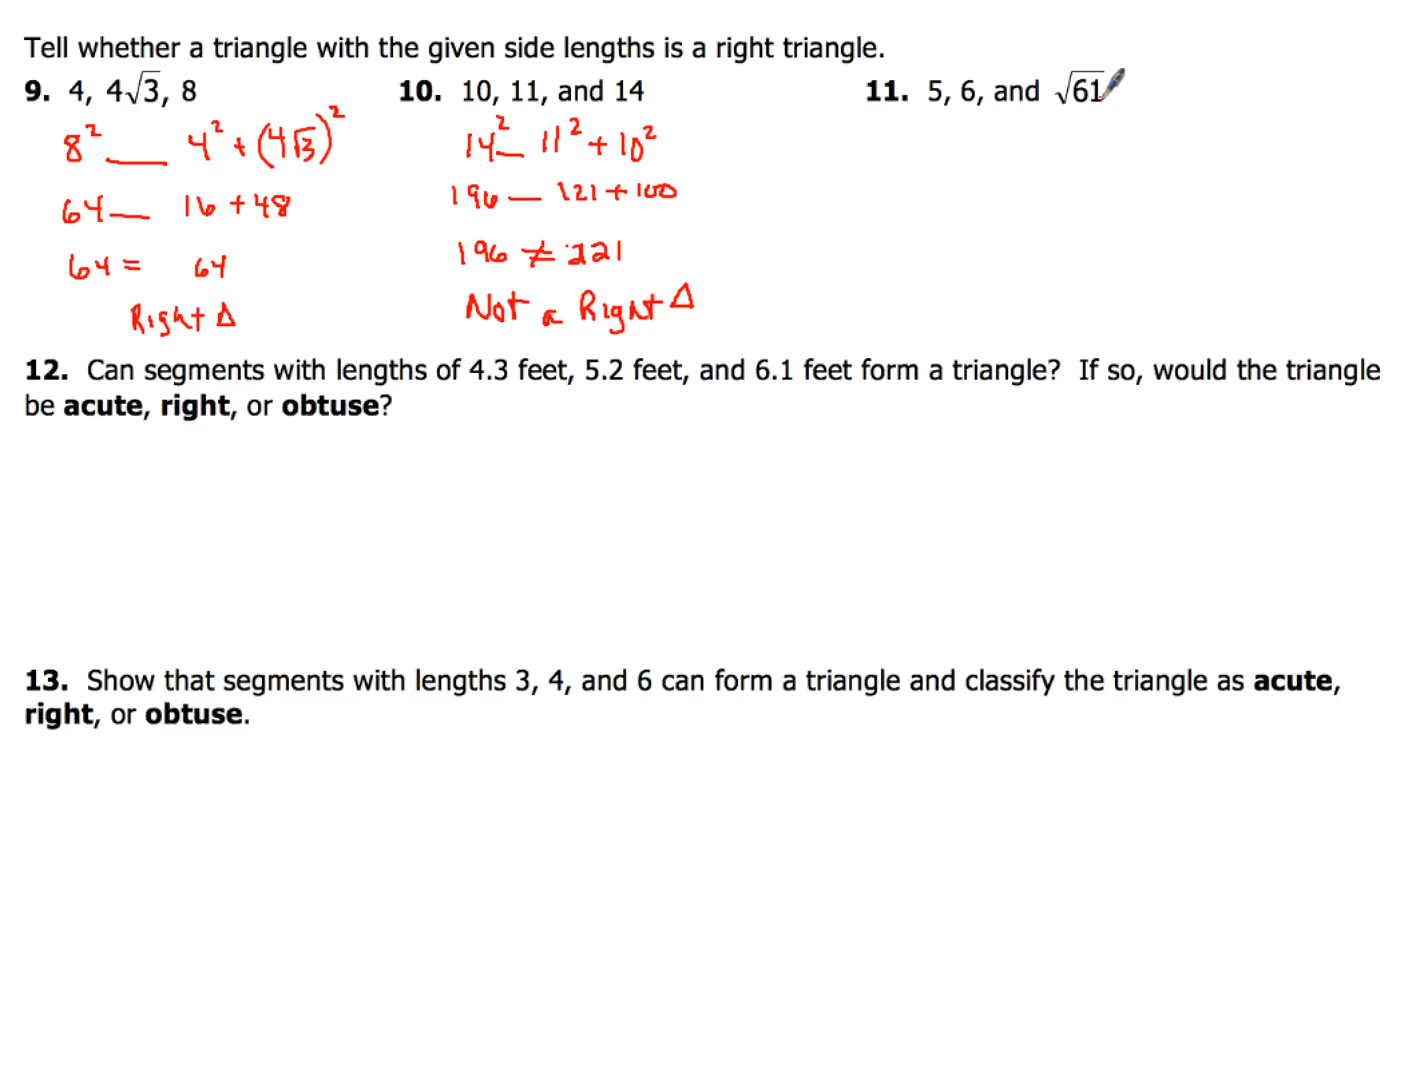 Tell whether a triangle with the given side lengths is a right triangle.
9. 4, 4√3, 8
10. 10, 11, and 14
11. 5, 6, and √61
8² __ 4² + (4√3)²
14² _ 11² + 10²
64 _ 16 + 48
196 _ 121 + 100
64 = 64
196 ≠ 221
Right Δ
Not a Right Δ
12. Can segments with lengths of 4.3 feet, 5.2 feet, and 6.1 feet form a triangle? If so, would the triangle
be acute, right, or obtuse?
13. Show that segments with lengths 3, 4, and 6 can form a triangle and classify the triangle as acute,
right, or obtuse.